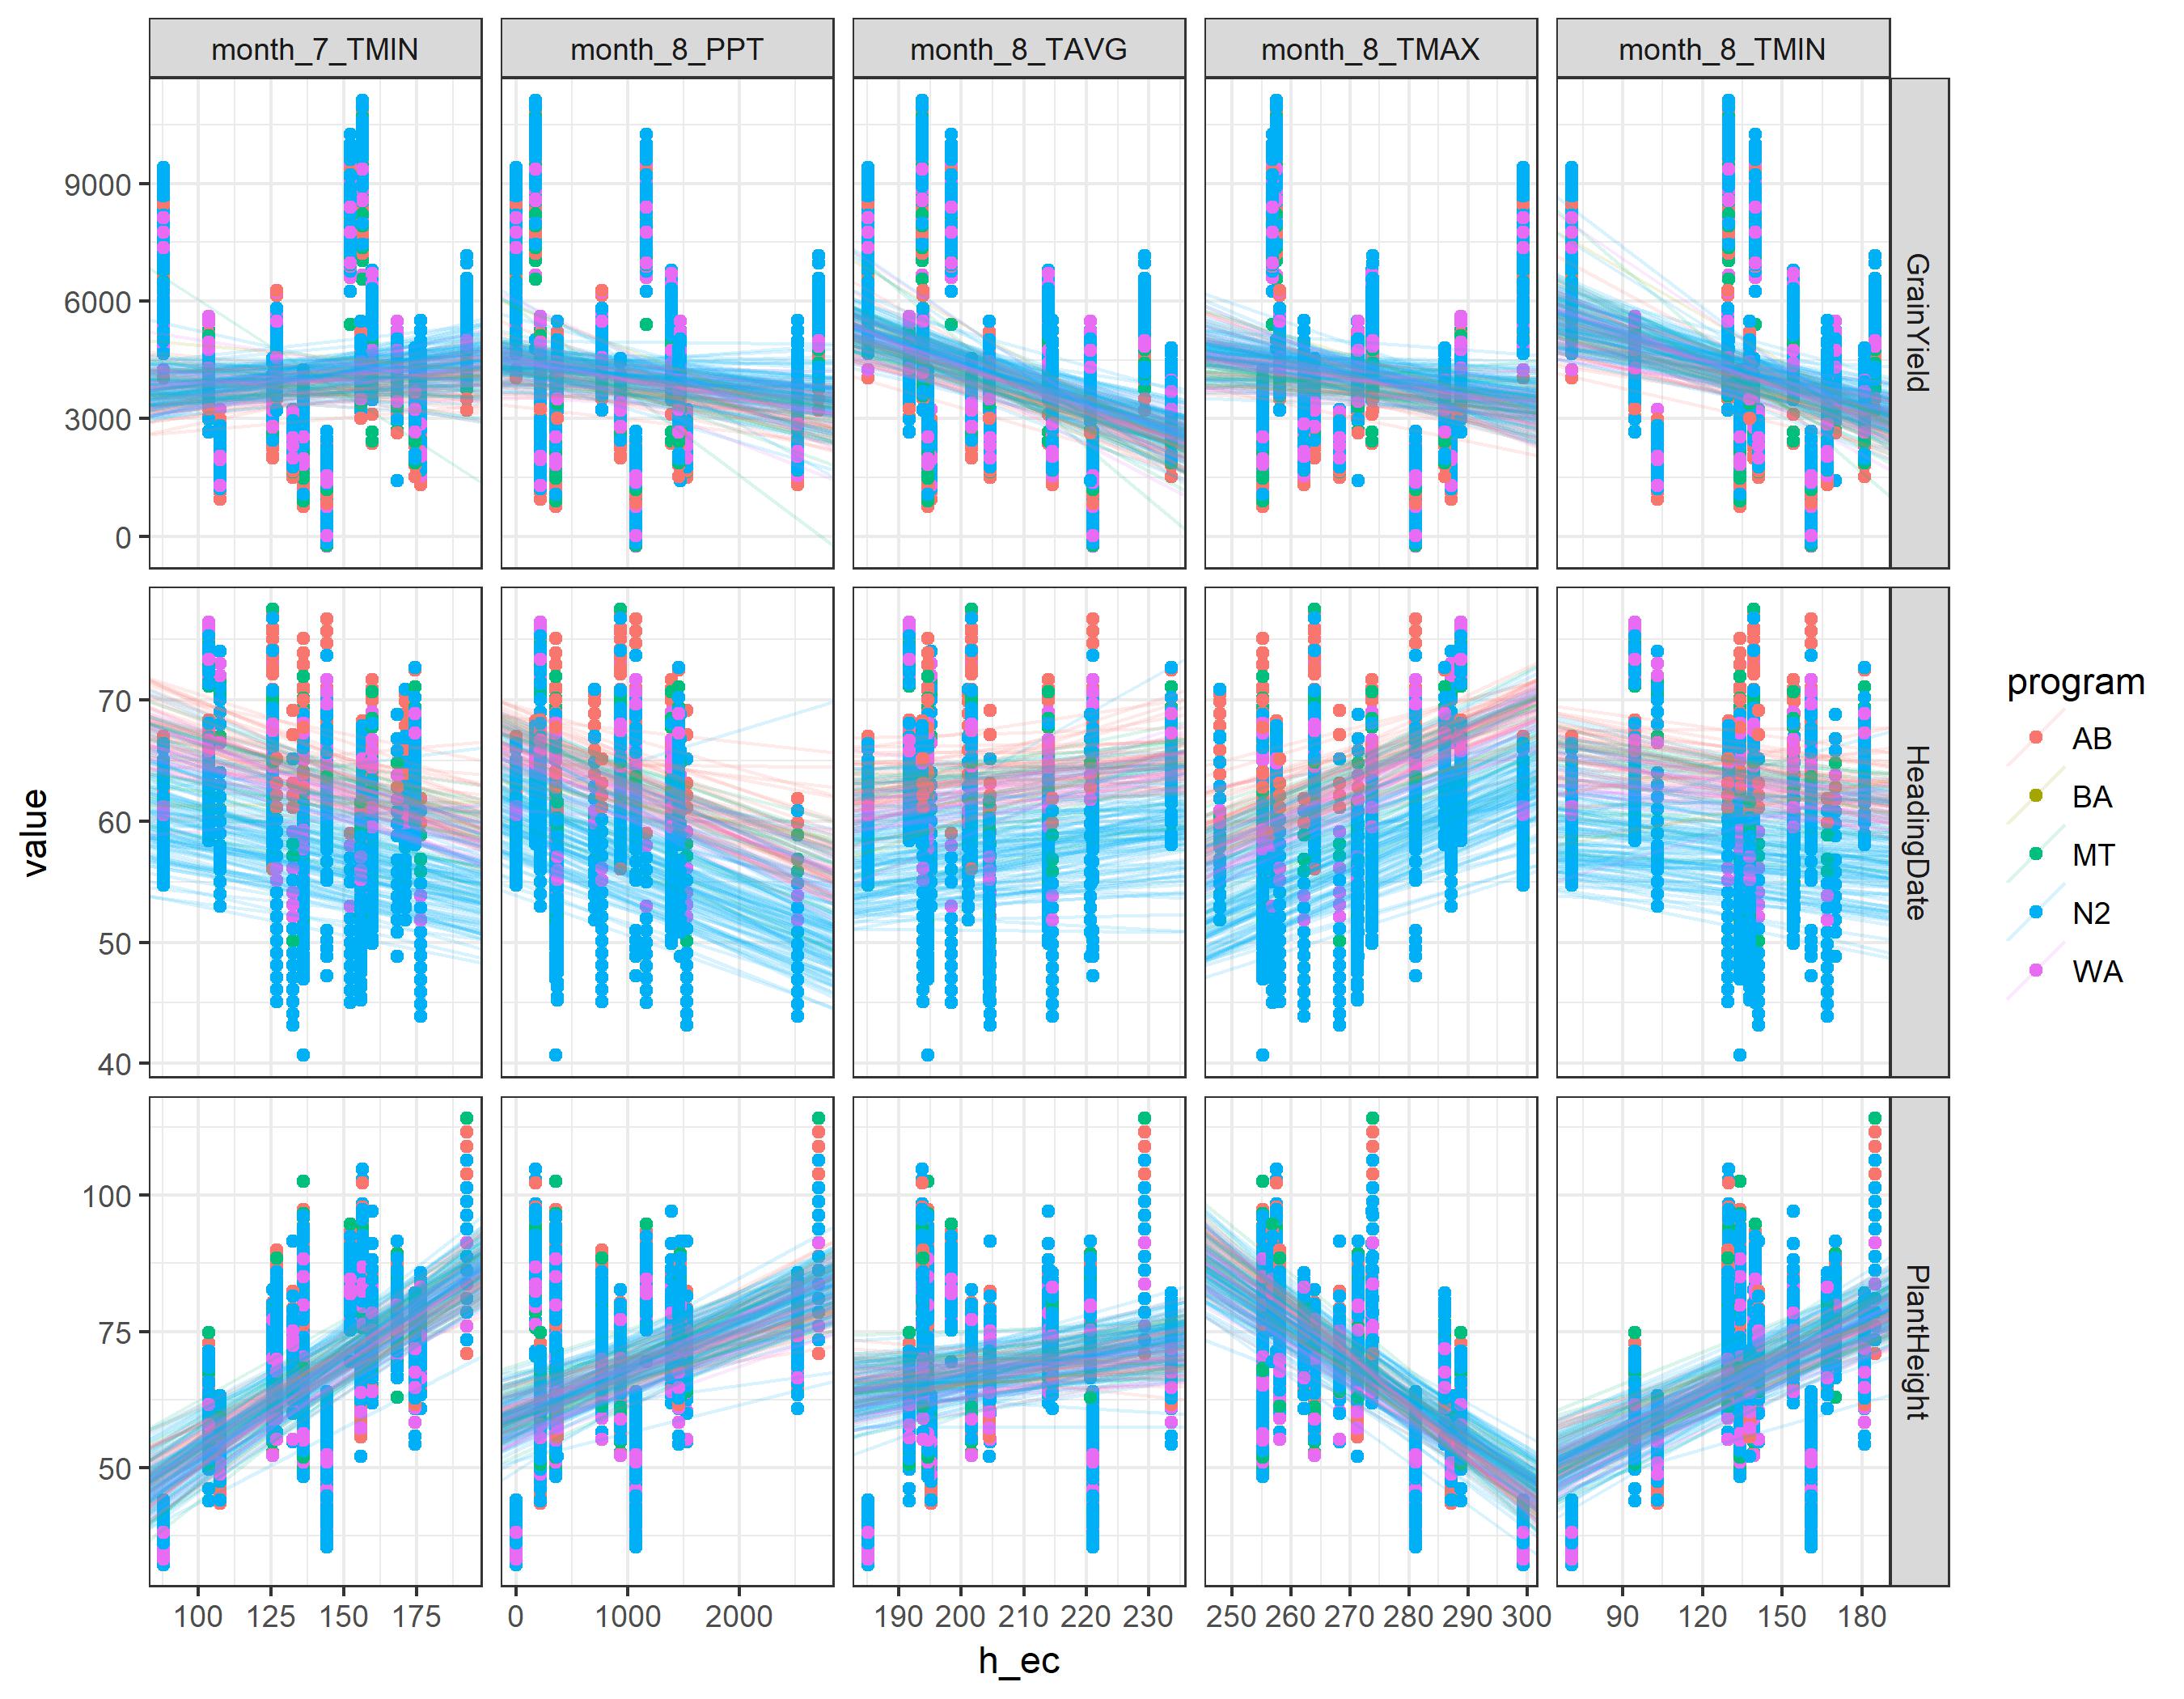 month_7_TMIN month_8_PPT month_8_TAVG month_8_TMAX month_8_TMIN
9000
6000
3000
0
GrainYield
70
60
50
40
HeadingDate
100
75
50
PlantHeight
value
100 125 150 175 0 1000 2000 190 200 210 220 230 250 260 270 280 290 300 90 120 150 180
h_ec
program
AB
BA
MT
N2
WA